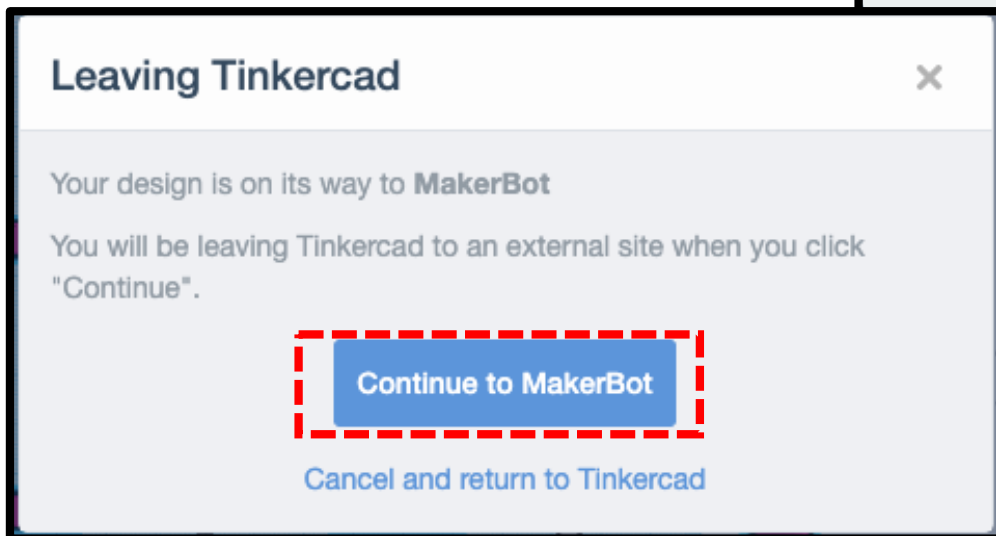 Leaving Tinkercad
Your design is on its way to MakerBot
You will be leaving Tinkercad to an external site when you click
"Continue".
Continue to MakerBot
Cancel and return to Tinkercad